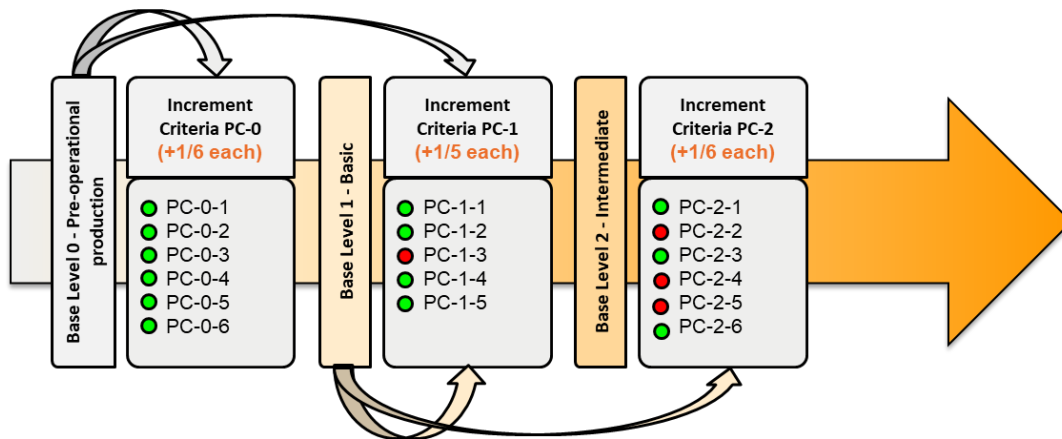 Base Level 0 - Pre-operational
production
Increment
Criteria PC-0
(+1/6 each)
PC-0-1
PC-0-2
PC-0-3
PC-0-4
PC-0-5
PC-0-6
Base Level 1 - Basic
Increment
Criteria PC-1
(+1/5 each)
PC-1-1
PC-1-2
PC-1-3
PC-1-4
PC-1-5
Base Level 2 - Intermediate
Increment
Criteria PC-2
(+1/6 each)
PC-2-1
PC-2-2
PC-2-3
PC-2-4
PC-2-5
PC-2-6